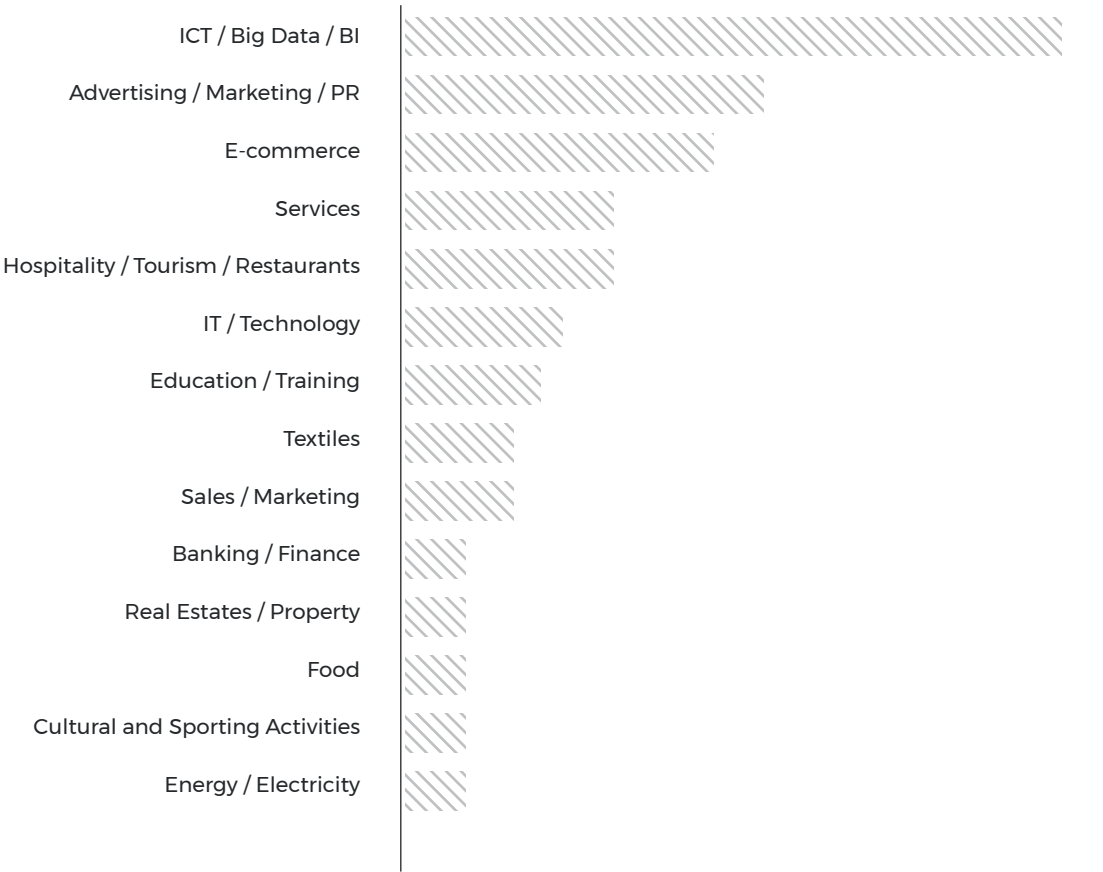 ICT / Big Data / BI
Advertising / Marketing / PR
E-commerce
Services
Hospitality / Tourism / Restaurants
IT / Technology
Education / Training
Textiles
Sales / Marketing
Banking / Finance
Real Estates / Property
Food
Cultural and Sporting Activities
Energy / Electricity